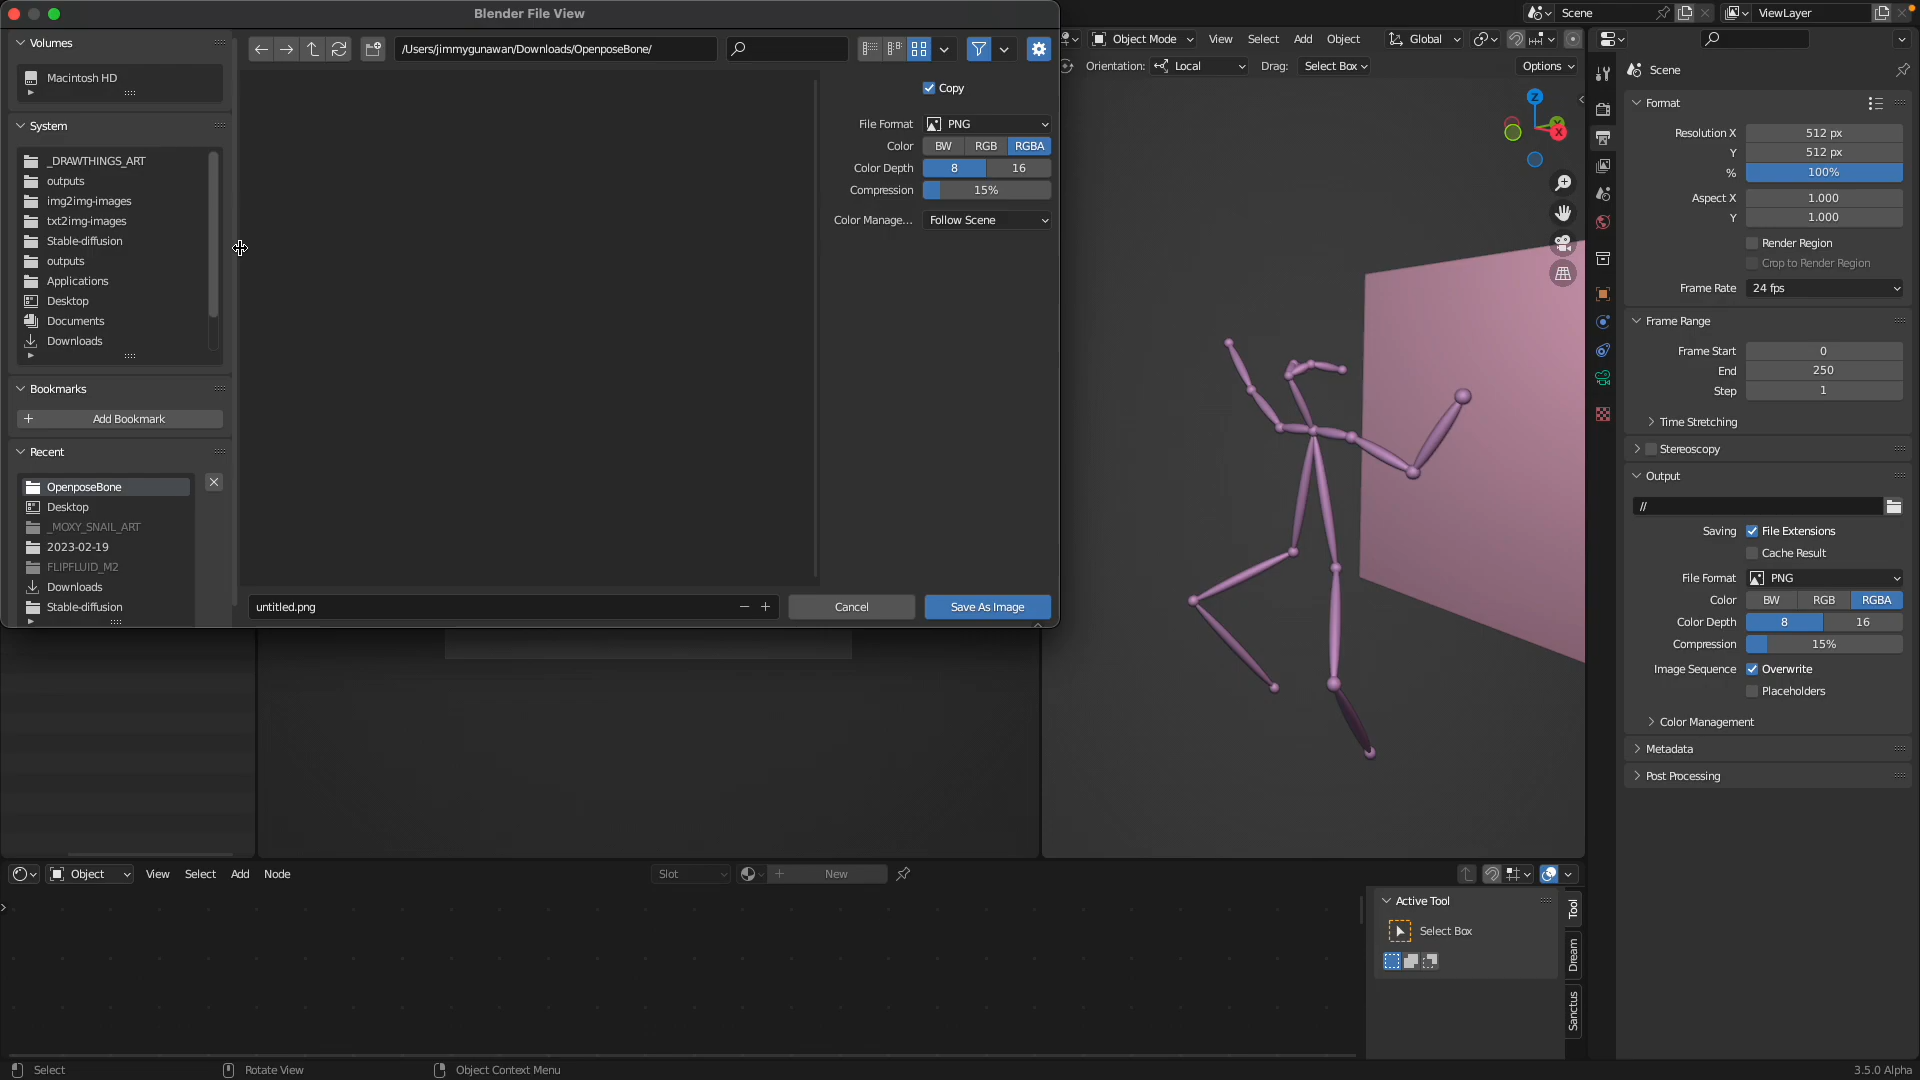 Blender File View
Volumes
Macintosh HD
System
_DRAWTHINGS_ART
outputs
img2img-images
txt2img-images
Stable-diffusion
outputs
Applications
Desktop
Documents
Downloads
Bookmarks
Add Bookmark
Recent
OpenposeBone
Desktop
_MOXY_SNAIL_ART
2023-02-19
FLIPFLUID_M2
Downloads
Stable-diffusion
/Users/jimmygunawan/Downloads/OpenposeBone/
Copy
File Format PNG
Color BW RGB RGBA
Color Depth 8 16
Compression 15%
Color Manage... Follow Scene
untitled.png
Cancel
Save As Image
Object Mode View Select Add Object Global
Orientation: Local Drag: Select Box Options
Z
Y
X
Scene ViewLayer
Scene
Format
Resolution X 512 px
Y 512 px
% 100%
Aspect X 1.000
Y 1.000
Render Region
Crop to Render Region
Frame Rate 24 fps
Frame Range
Frame Start 0
End 250
Step 1
Time Stretching
Stereoscopy
Output
//
Saving File Extensions
Cache Result
File Format PNG
Color BW RGB RGBA
Color Depth 8 16
Compression 15%
Image Sequence Overwrite
Placeholders
Color Management
Metadata
Post Processing
Object View Select Add Node
Slot
New
Active Tool
Select Box
Tool
Dream
Sanctus
Select
Rotate View
Object Context Menu
3.5.0 Alpha